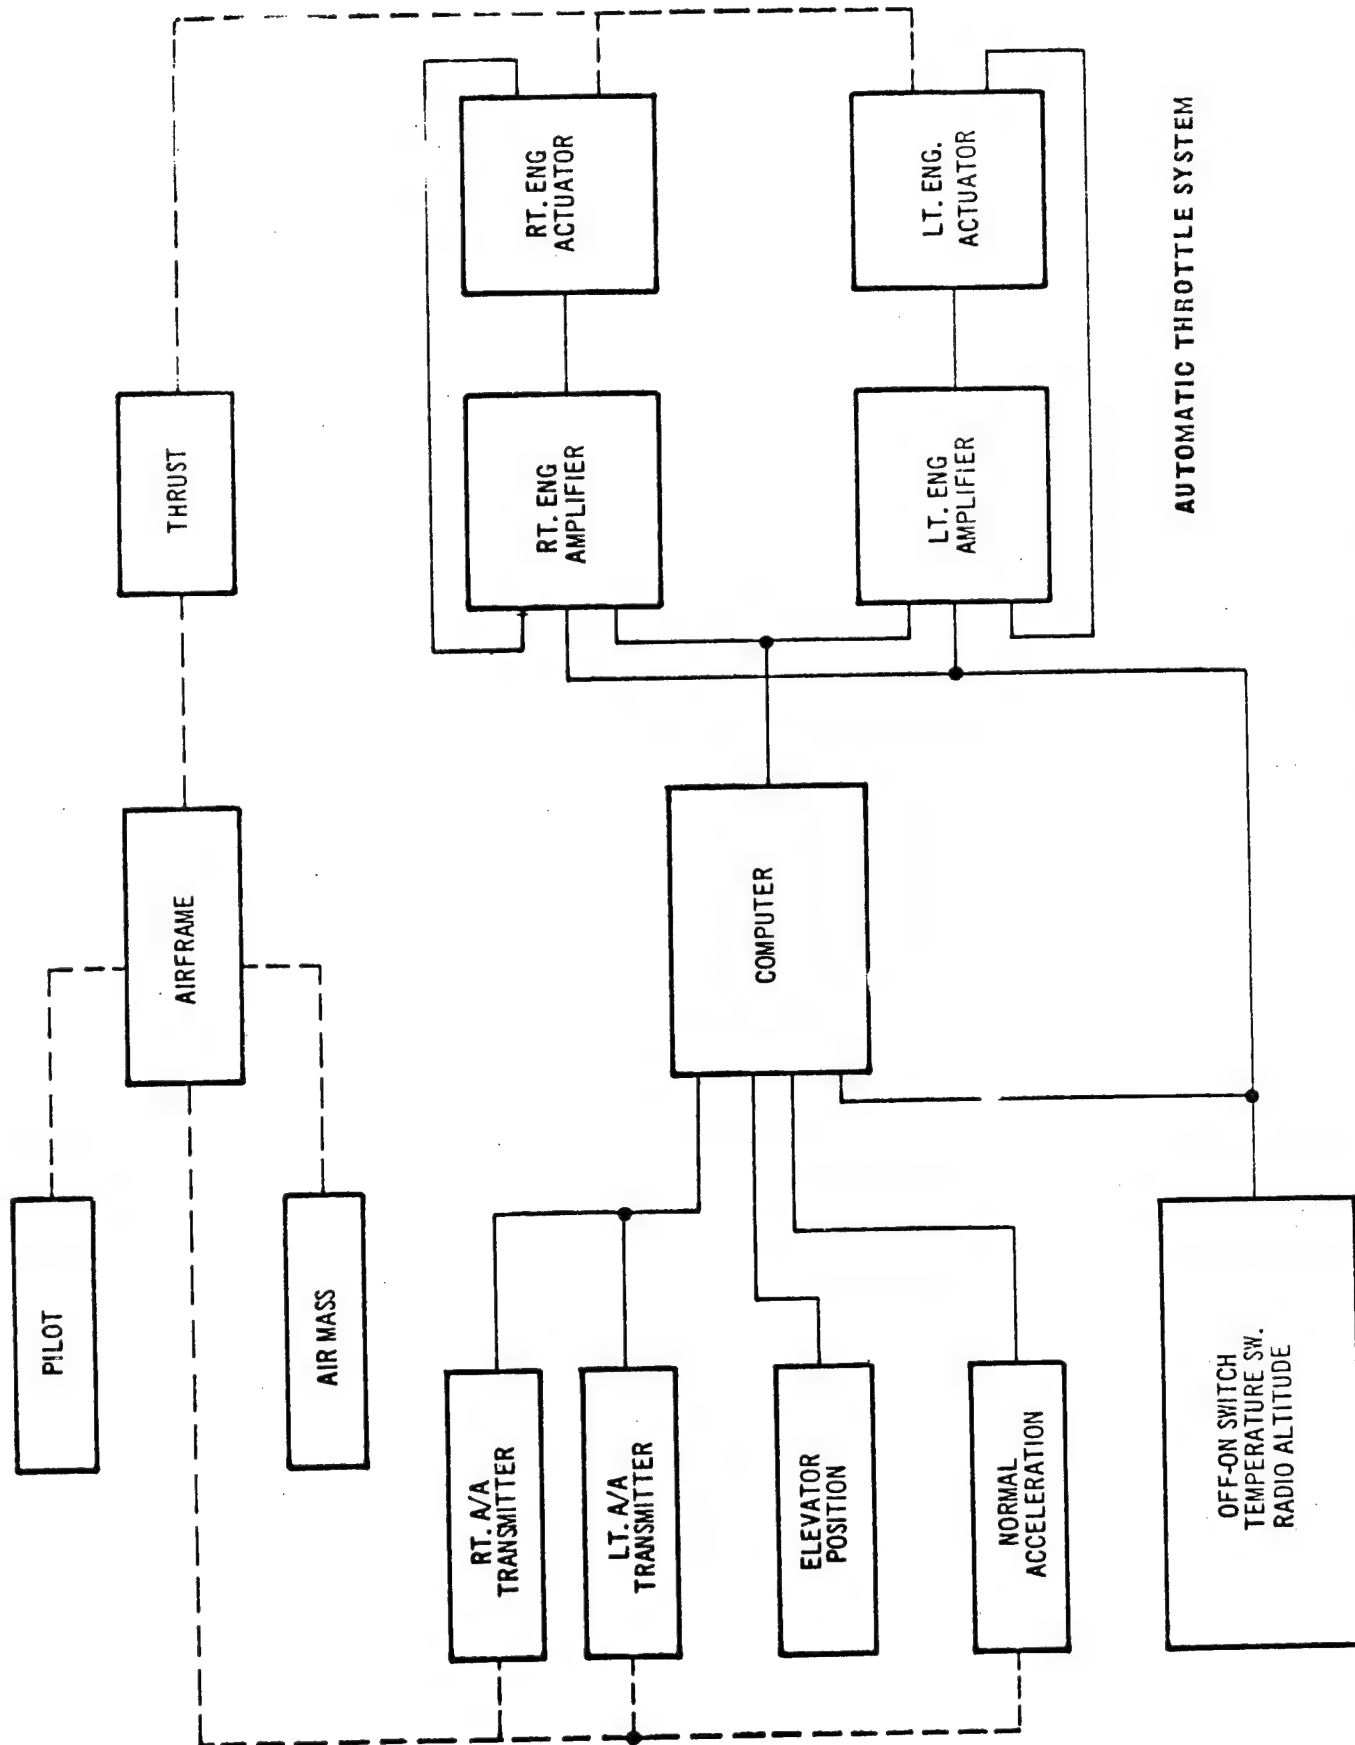 PILOT
AIR MASS
AIRFRAME
THRUST
RT. A/A
TRANSMITTER
LT. A/A
TRANSMITTER
ELEVATOR
POSITION
NORMAL
ACCELERATION
OFF-ON SWITCH
TEMPERATURE SW.
RADIO ALTITUDE
COMPUTER
RT. ENG
AMPLIFIER
LT. ENG
AMPLIFIER
RT. ENG
ACTUATOR
LT. ENG.
ACTUATOR
AUTOMATIC THROTTLE SYSTEM